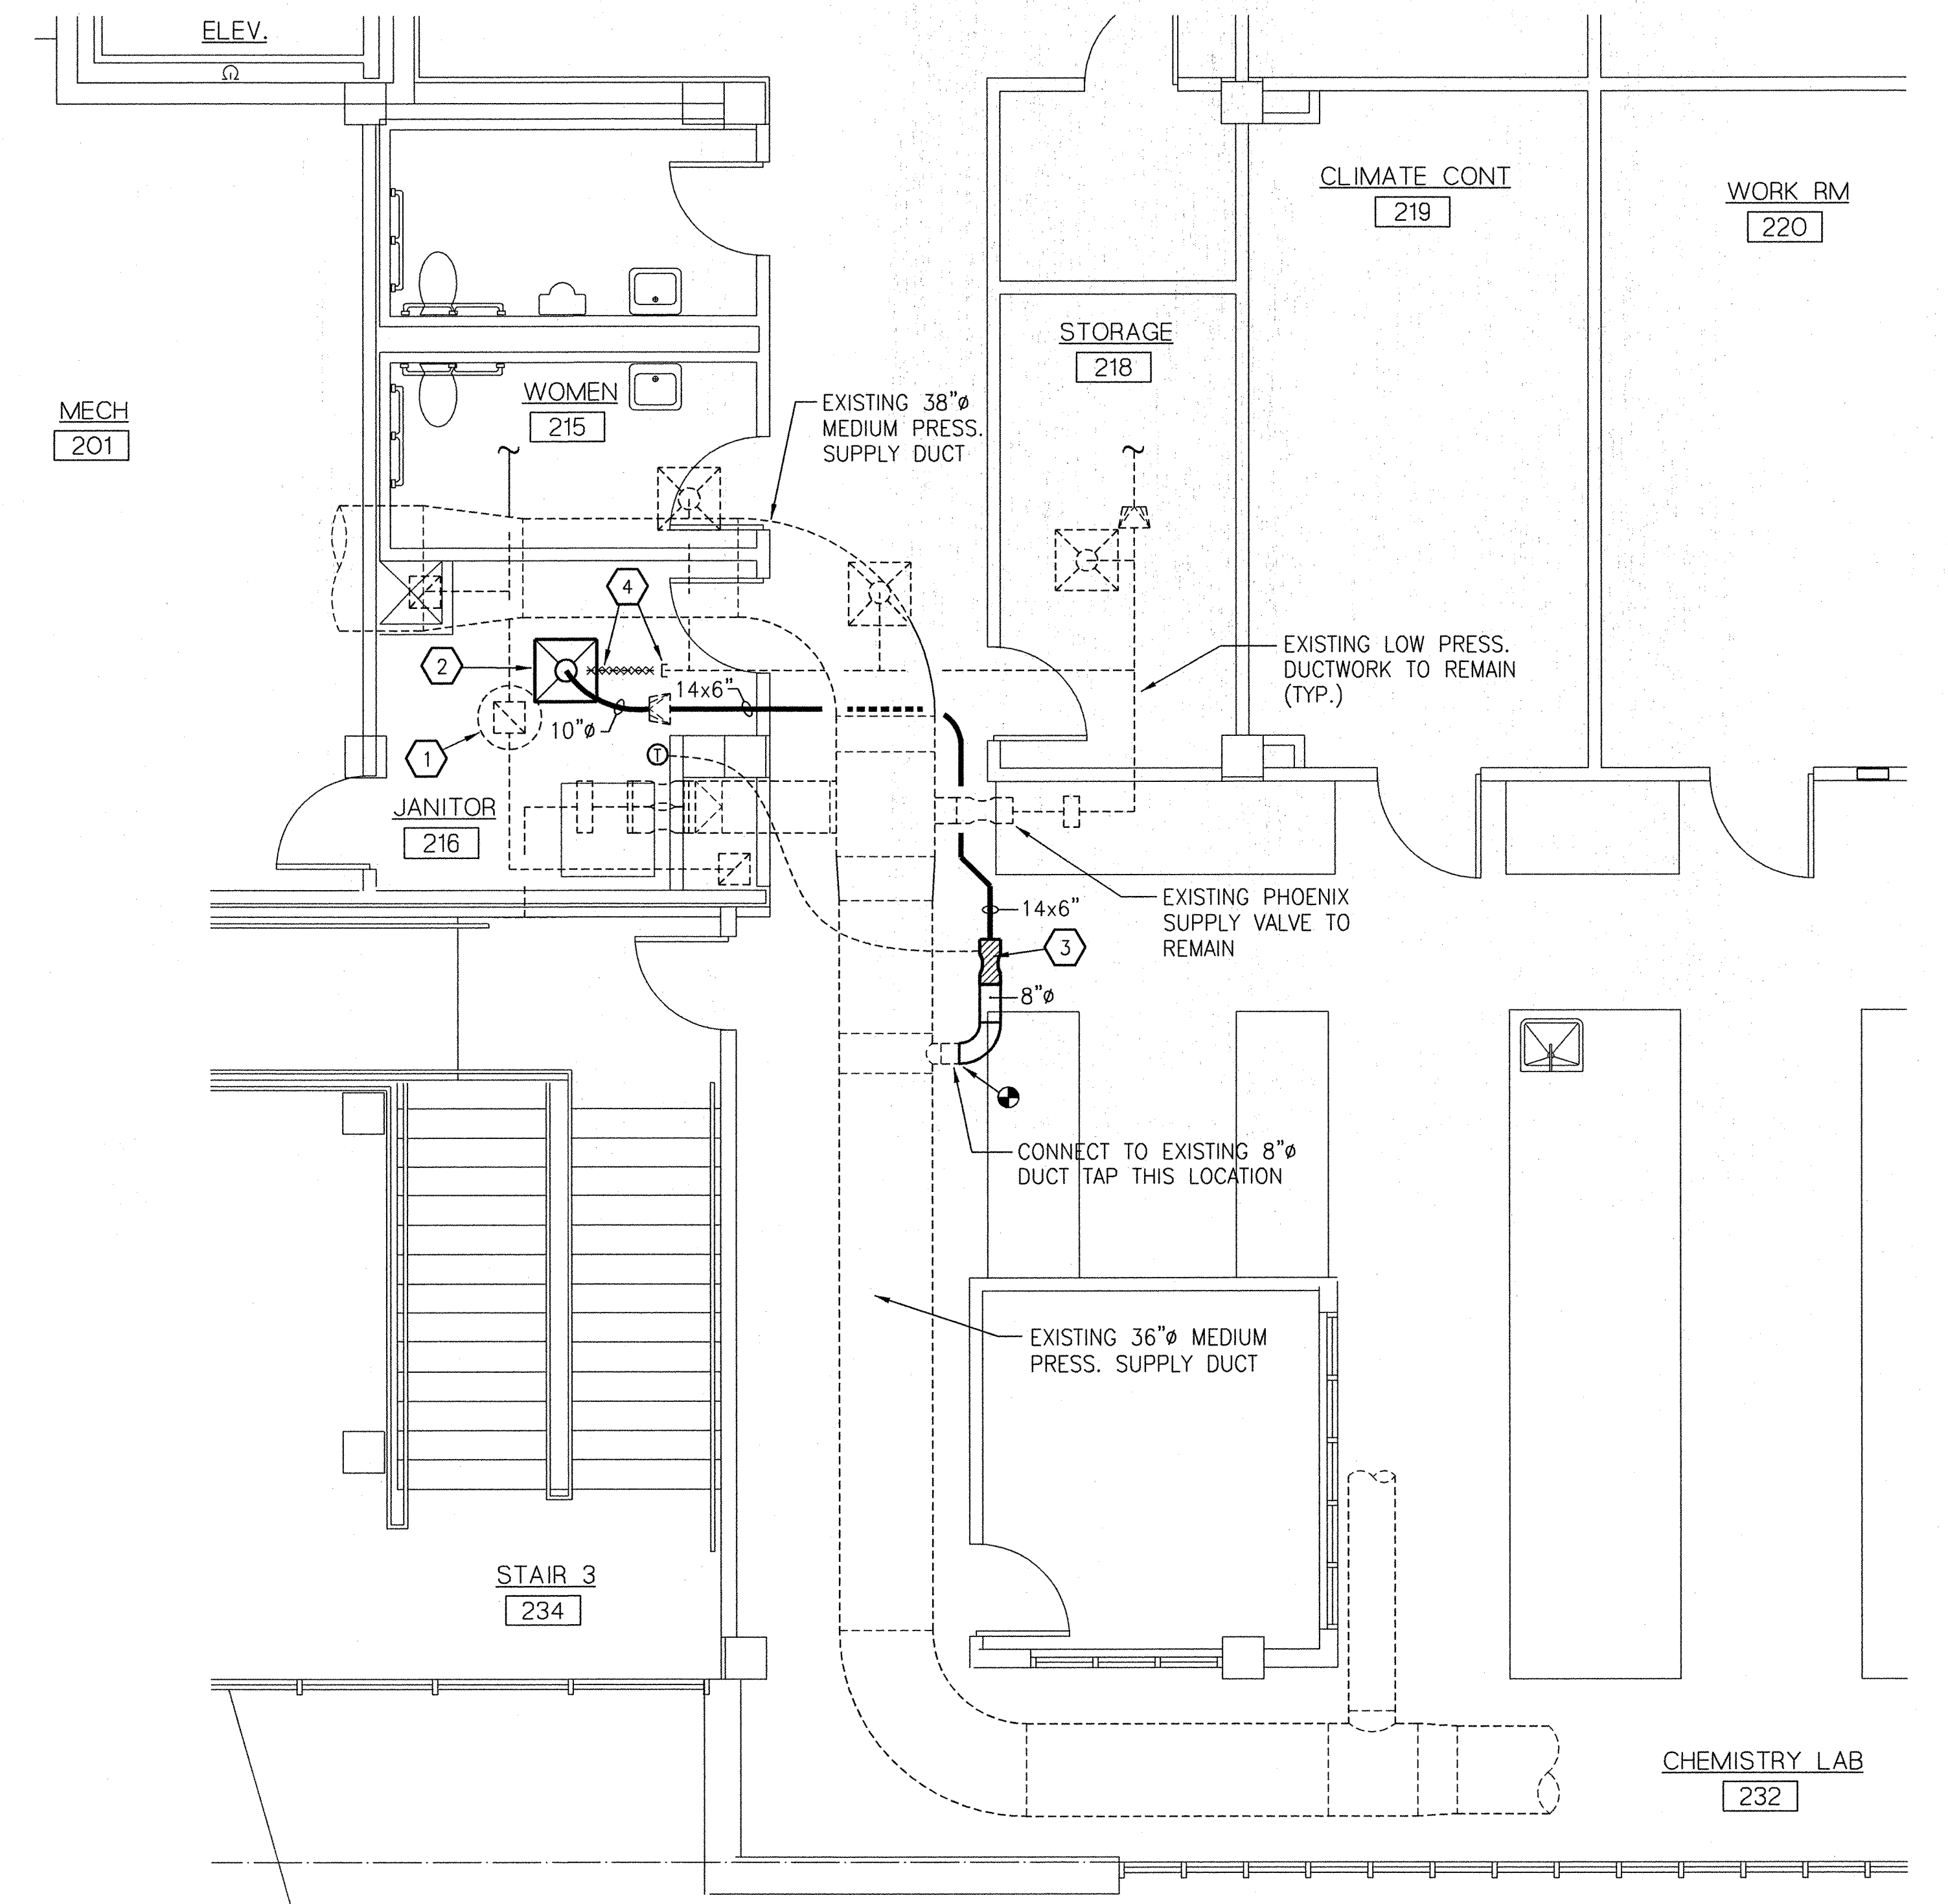 ELEV.
CLIMATE CONT
219
WORK RM
220
STORAGE
218
MECH
201
WOMEN
215
EXISTING 38"ø
MEDIUM PRESS.
SUPPLY DUCT
4
2
14x6"
10"ø
1
T
EXISTING LOW PRESS.
DUCTWORK TO REMAIN
(TYP.)
JANITOR
216
EXISTING PHOENIX
SUPPLY VALVE TO
REMAIN
14x6"
3
8"ø
CONNECT TO EXISTING 8"ø
DUCT TAP THIS LOCATION
EXISTING 36"ø MEDIUM
PRESS. SUPPLY DUCT
STAIR 3
234
CHEMISTRY LAB
232